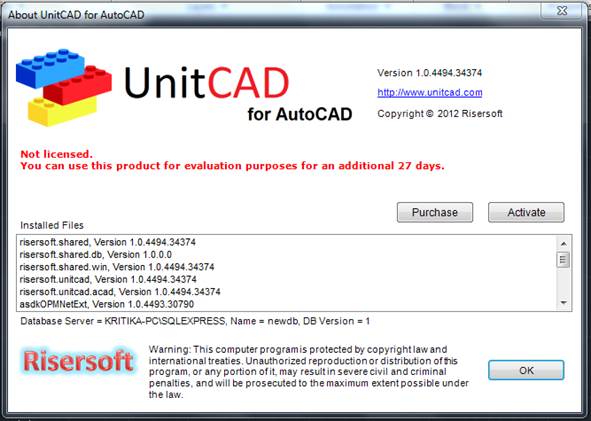 About UnitCAD for AutoCAD
UnitCAD
for AutoCAD
Version 1.0.4494.34374
http://www.unitcad.com
Copyright © 2012 Risersoft
Not licensed.
You can use this product for evaluation purposes for an additional 27 days.
Purchase
Activate
Installed Files
risersoft.shared, Version 1.0.4494.34374
risersoft.shared.db, Version 1.0.0.0
risersoft.shared.win, Version 1.0.4494.34374
risersoft.unitcad, Version 1.0.4494.34374
risersoft.unitcad.acad, Version 1.0.4494.34374
asdkOPMNetExt, Version 1.0.4493.30790
Database Server = KRITIKA-PC\SQLEXPRESS, Name = newdb, DB Version = 1
Risersoft
Warning: This computer program is protected by copyright law and
international treaties. Unauthorized reproduction or distribution of this
program, or any portion of it, may result in severe civil and criminal
penalties, and will be prosecuted to the maximum extent possible under
the law.
OK